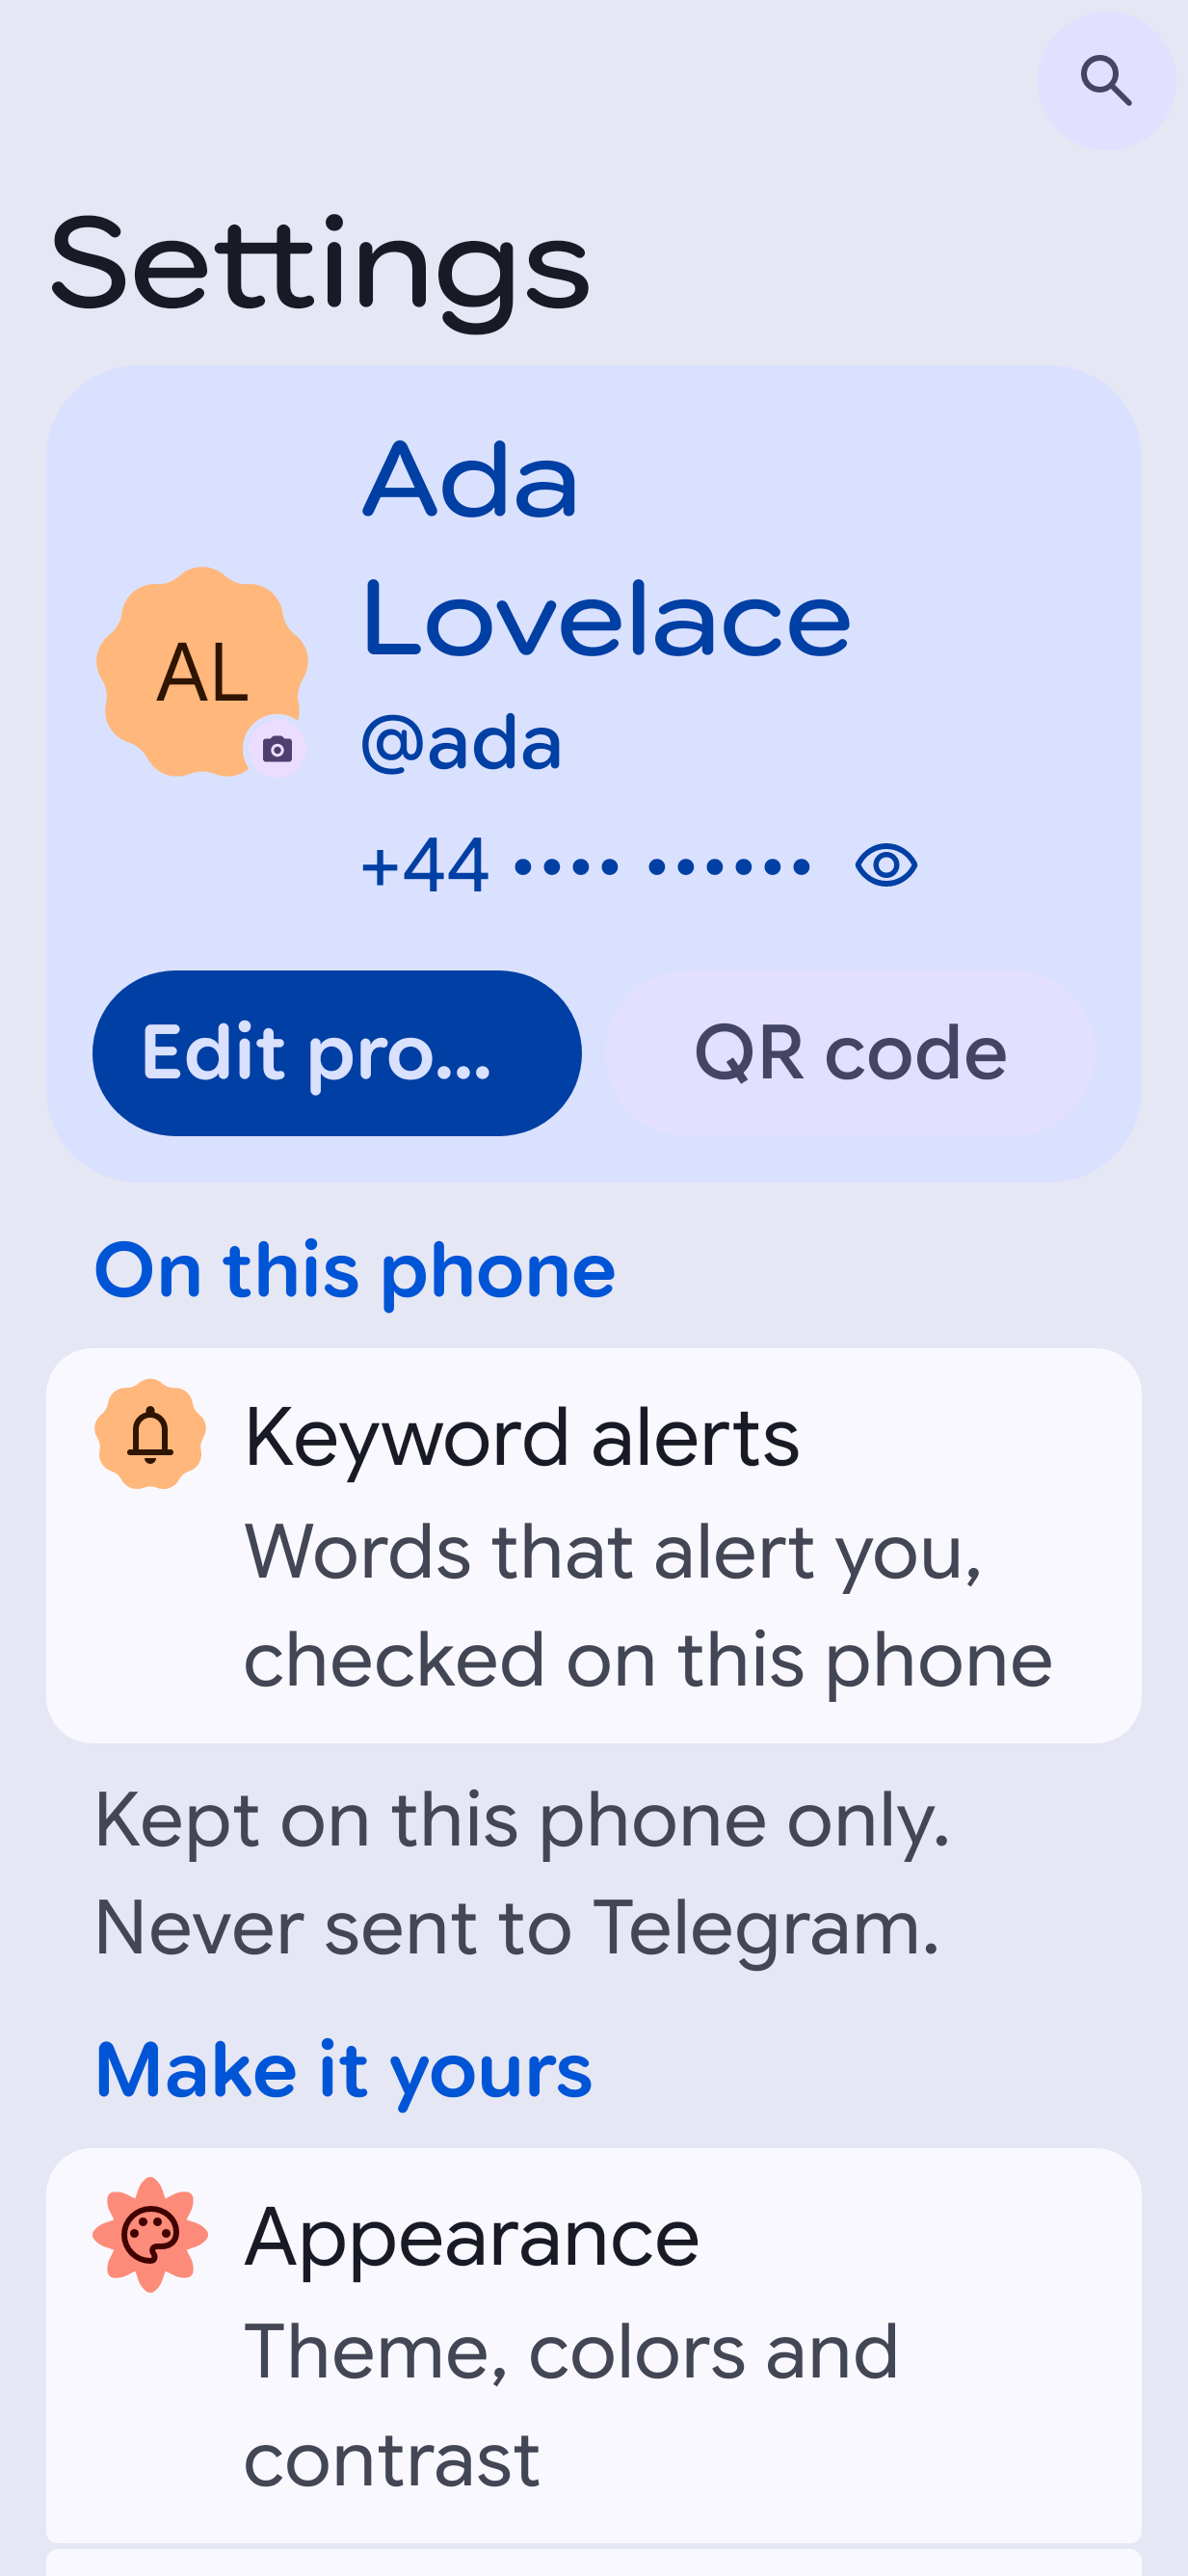 Settings
Ada
Lovelace
AL
@ada
+44 •••• ••••••
Edit pro...
QR code
On this phone
Keyword alerts
Words that alert you,
checked on this phone
Kept on this phone only.
Never sent to Telegram.
Make it yours
Appearance
Theme, colors and
contrast